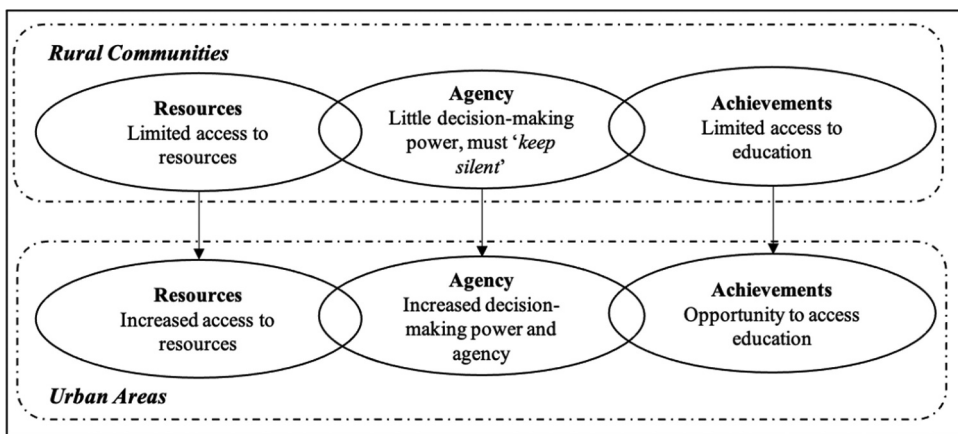 Rural Communities
Resources
Limited access to
resources
Agency
Little decision-making
power, must ‘keep
silent’
Achievements
Limited access to
education
Resources
Increased access to
resources
Agency
Increased decision-
making power and
agency
Achievements
Opportunity to access
education
Urban Areas